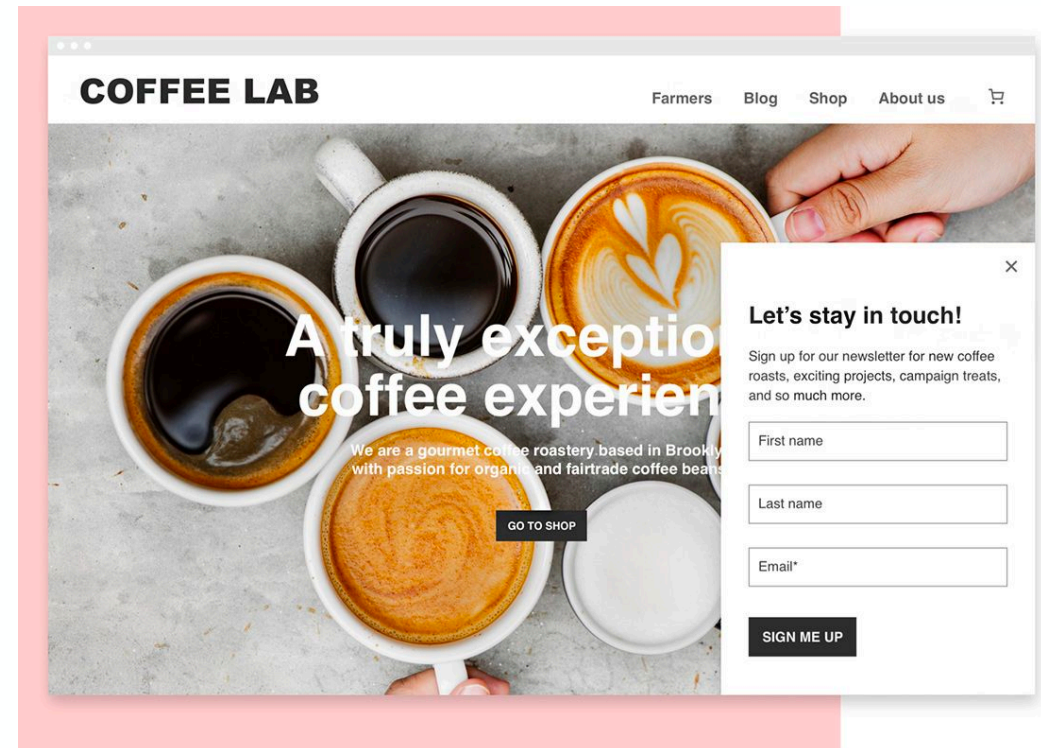 COFFEE LAB
Farmers Blog Shop About us
A truly exceptio
coffee experien
We are a gourmet coffee roastery based in Brookly
with passion for organic and fairtrade coffee beans
GO TO SHOP
Let's stay in touch!
Sign up for our newsletter for new coffee
roasts, exciting projects, campaign treats,
and so much more.
First name
Last name
Email*
SIGN ME UP